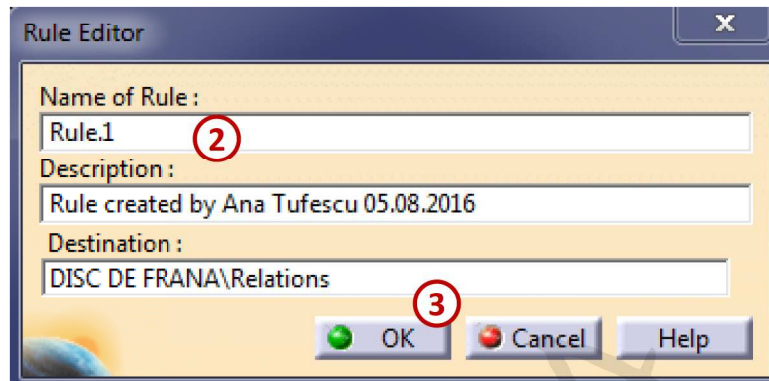 Rule Editor
x
Name of Rule :
Rule.1
2
Description :
Rule created by Ana Tufescu 05.08.2016
Destination :
DISC DE FRANA\Relations
3
OK Cancel Help